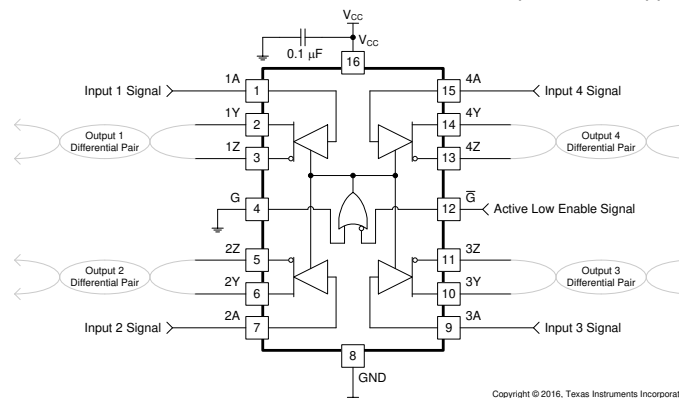 VCC
0.1 µF
VCC
16
1A
4A
Input 1 Signal
1
15
Input 4 Signal
1Y
4Y
2
14
Output 1
Differential Pair
Output 4
Differential Pair
1Z
4Z
3
13
G
G̅
4
12
Active Low Enable Signal
2Z
3Z
5
11
Output 2
Differential Pair
Output 3
Differential Pair
2Y
3Y
6
10
2A
3A
Input 2 Signal
7
9
Input 3 Signal
8
GND
Copyright © 2016, Texas Instruments